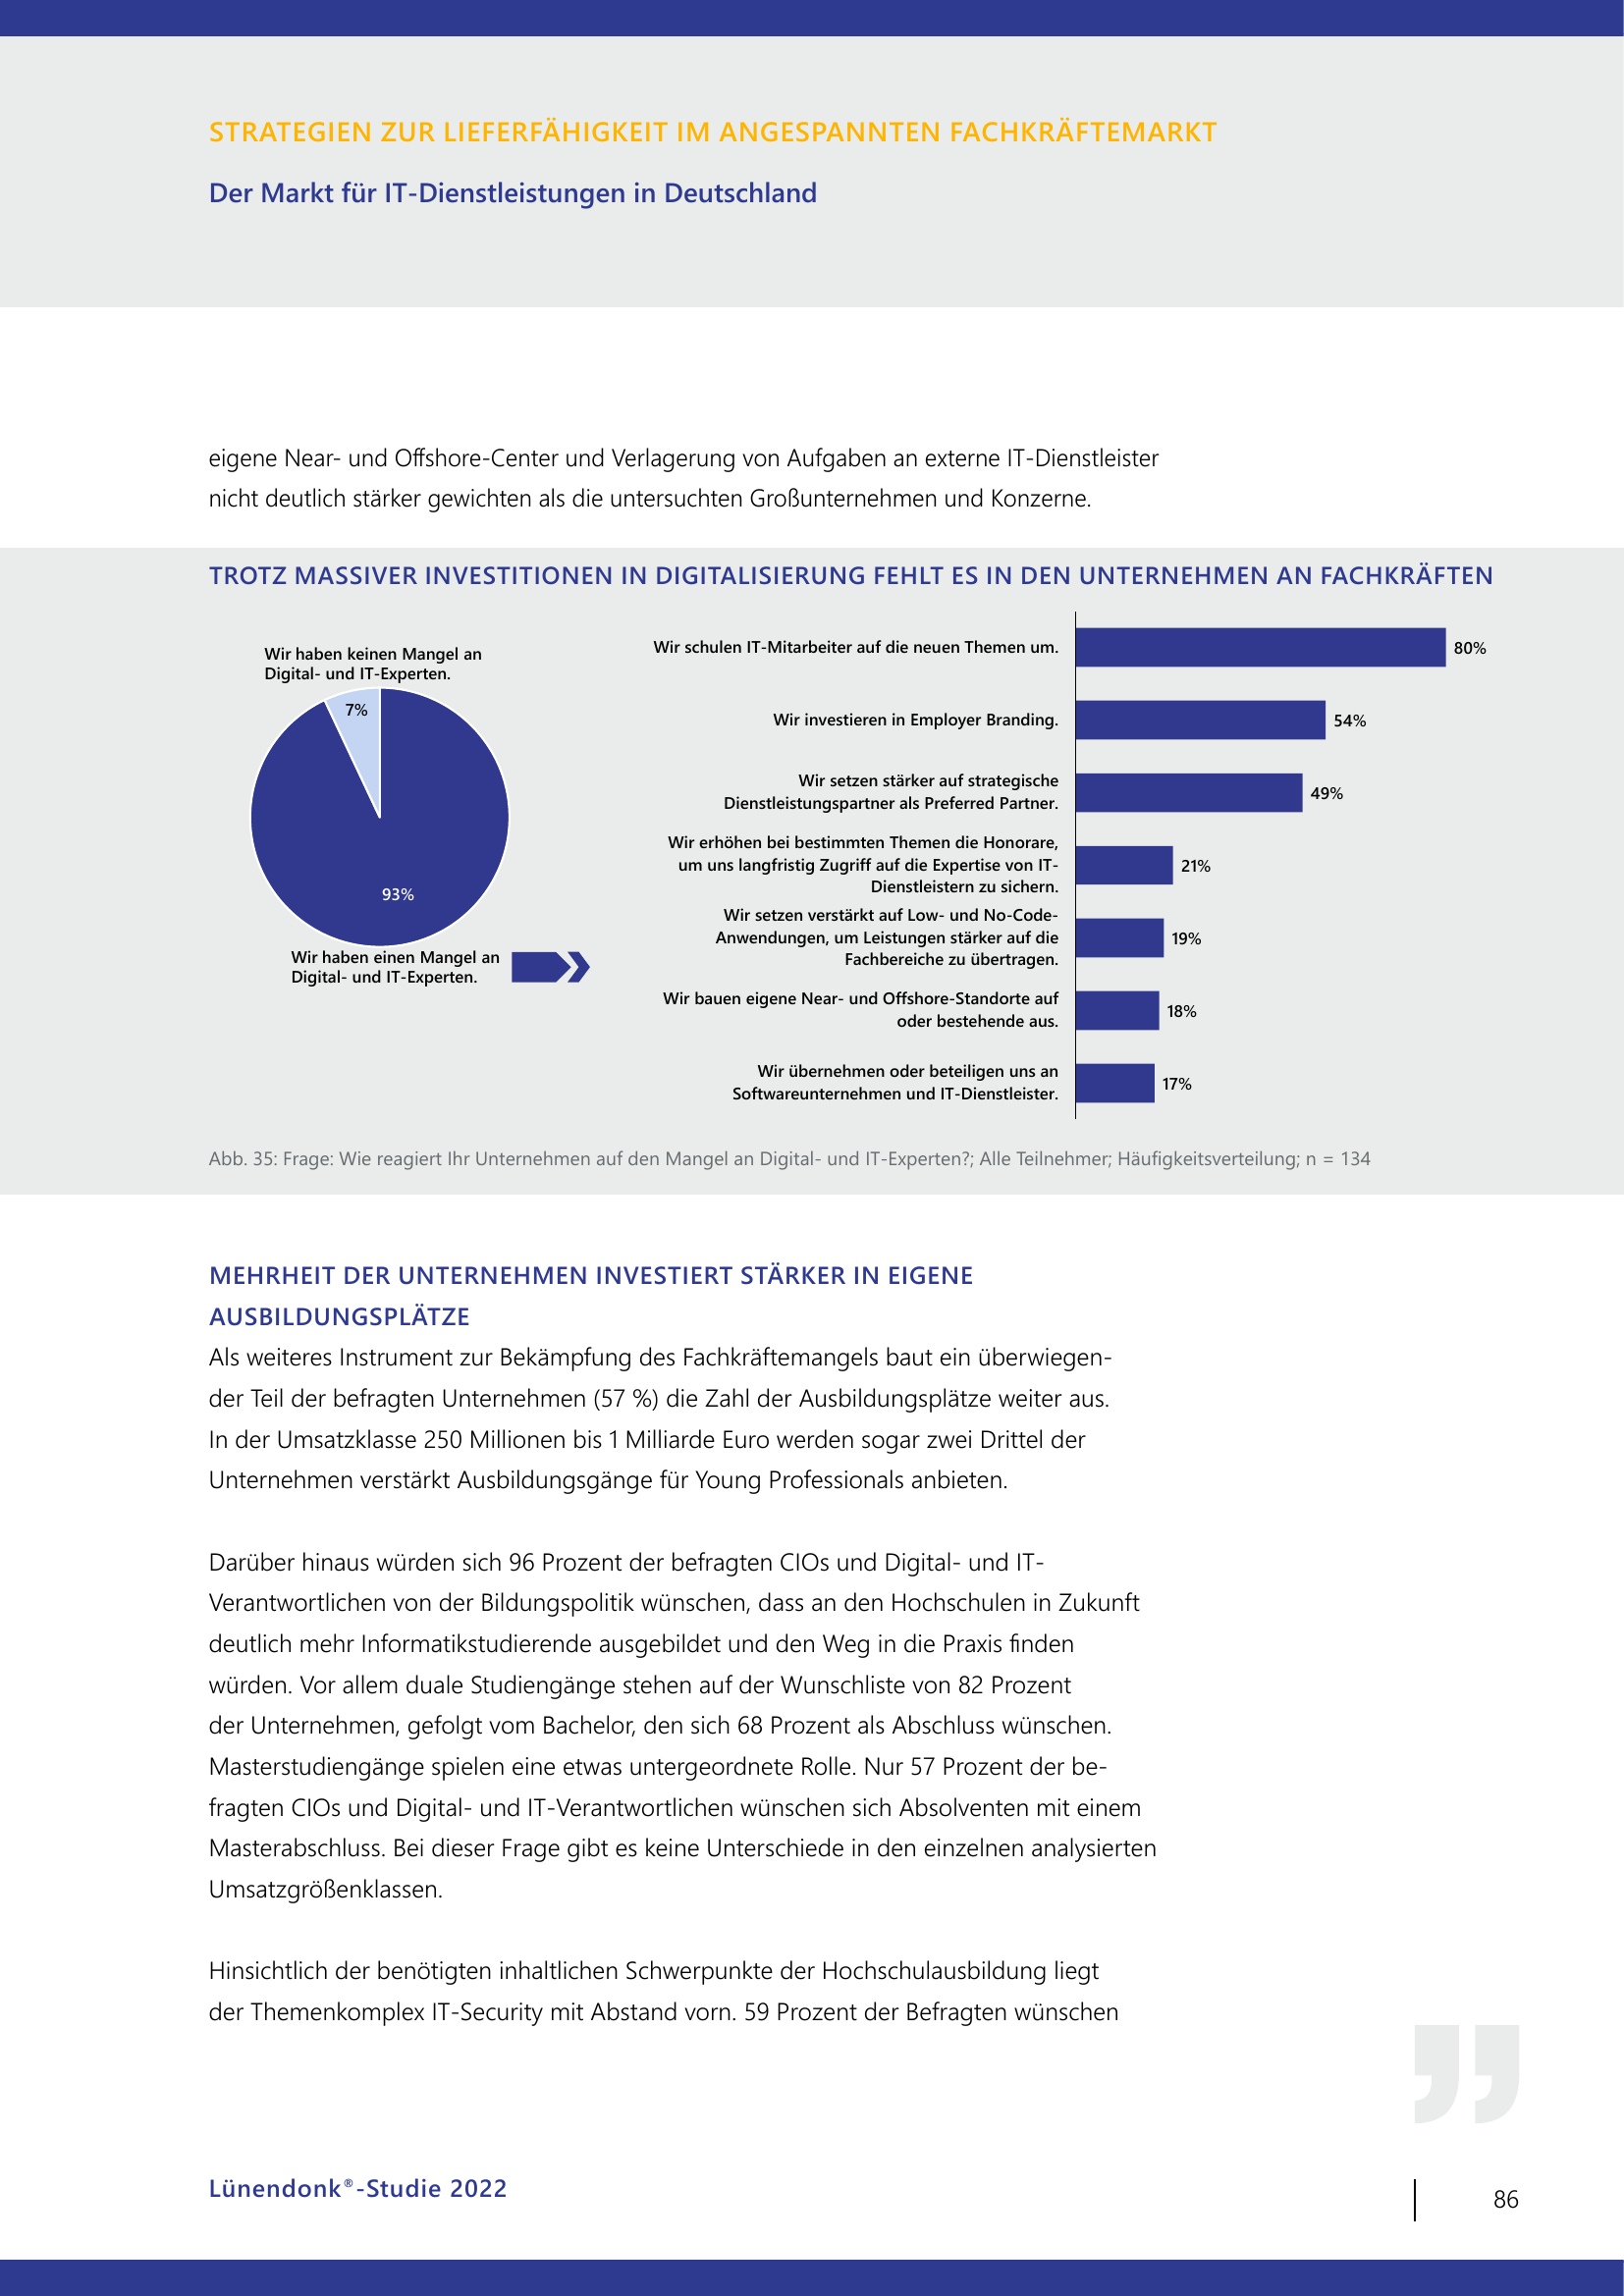 STRATEGIEN ZUR LIEFERFÄHIGKEIT IM ANGESPANNTEN FACHKRÄFTEMARKT
Der Markt für IT-Dienstleistungen in Deutschland
eigene Near- und Offshore-Center und Verlagerung von Aufgaben an externe IT-Dienstleister
nicht deutlich stärker gewichten als die untersuchten Großunternehmen und Konzerne.
TROTZ MASSIVER INVESTITIONEN IN DIGITALISIERUNG FEHLT ES IN DEN UNTERNEHMEN AN FACHKRÄFTEN
Wir haben keinen Mangel an
Digital- und IT-Experten.
7%
93%
Wir haben einen Mangel an
Digital- und IT-Experten.
Wir schulen IT-Mitarbeiter auf die neuen Themen um.
80%
Wir investieren in Employer Branding.
54%
Wir setzen stärker auf strategische
Dienstleistungspartner als Preferred Partner.
49%
Wir erhöhen bei bestimmten Themen die Honorare,
um uns langfristig Zugriff auf die Expertise von IT-
Dienstleistern zu sichern.
21%
Wir setzen verstärkt auf Low- und No-Code-
Anwendungen, um Leistungen stärker auf die
Fachbereiche zu übertragen.
19%
Wir bauen eigene Near- und Offshore-Standorte auf
oder bestehende aus.
18%
Wir übernehmen oder beteiligen uns an
Softwareunternehmen und IT-Dienstleister.
17%
Abb. 35: Frage: Wie reagiert Ihr Unternehmen auf den Mangel an Digital- und IT-Experten?; Alle Teilnehmer; Häufigkeitsverteilung; n = 134
MEHRHEIT DER UNTERNEHMEN INVESTIERT STÄRKER IN EIGENE
AUSBILDUNGSPLÄTZE
Als weiteres Instrument zur Bekämpfung des Fachkräftemangels baut ein überwiegen-
der Teil der befragten Unternehmen (57 %) die Zahl der Ausbildungsplätze weiter aus.
In der Umsatzklasse 250 Millionen bis 1 Milliarde Euro werden sogar zwei Drittel der
Unternehmen verstärkt Ausbildungsgänge für Young Professionals anbieten.
Darüber hinaus würden sich 96 Prozent der befragten CIOs und Digital- und IT-
Verantwortlichen von der Bildungspolitik wünschen, dass an den Hochschulen in Zukunft
deutlich mehr Informatikstudierende ausgebildet und den Weg in die Praxis finden
würden. Vor allem duale Studiengänge stehen auf der Wunschliste von 82 Prozent
der Unternehmen, gefolgt vom Bachelor, den sich 68 Prozent als Abschluss wünschen.
Masterstudiengänge spielen eine etwas untergeordnete Rolle. Nur 57 Prozent der be-
fragten CIOs und Digital- und IT-Verantwortlichen wünschen sich Absolventen mit einem
Masterabschluss. Bei dieser Frage gibt es keine Unterschiede in den einzelnen analysierten
Umsatzgrößenklassen.
Hinsichtlich der benötigten inhaltlichen Schwerpunkte der Hochschulausbildung liegt
der Themenkomplex IT-Security mit Abstand vorn. 59 Prozent der Befragten wünschen
Lünendonk®-Studie 2022
86